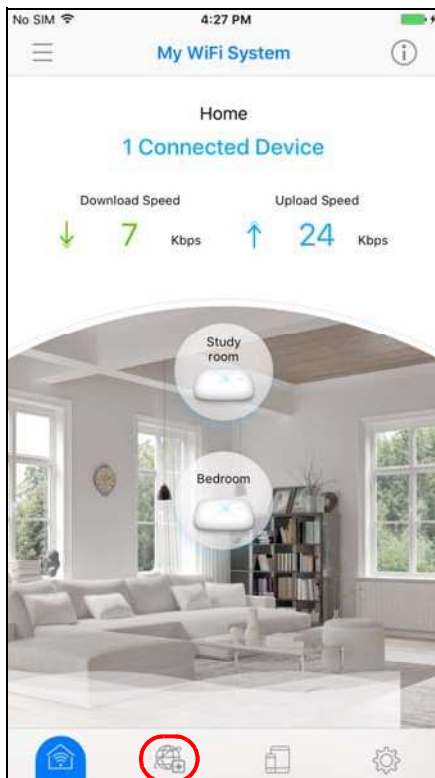 No SIM 4:27 PM
My WiFi System
Home
1 Connected Device
Download Speed Upload Speed
7 Kbps 24 Kbps
Study
room
Bedroom